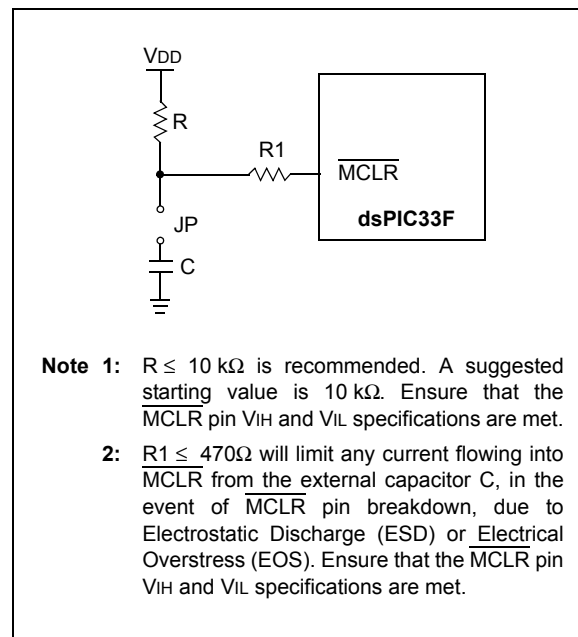 VDD
R
R1
MCLR
dsPIC33F
JP
C
Note 1: R ≤ 10 kΩ is recommended. A suggested
starting value is 10 kΩ. Ensure that the
MCLR pin VIH and VIL specifications are met.
2: R1 ≤ 470Ω will limit any current flowing into
MCLR from the external capacitor C, in the
event of MCLR pin breakdown, due to
Electrostatic Discharge (ESD) or Electrical
Overstress (EOS). Ensure that the MCLR pin
VIH and VIL specifications are met.